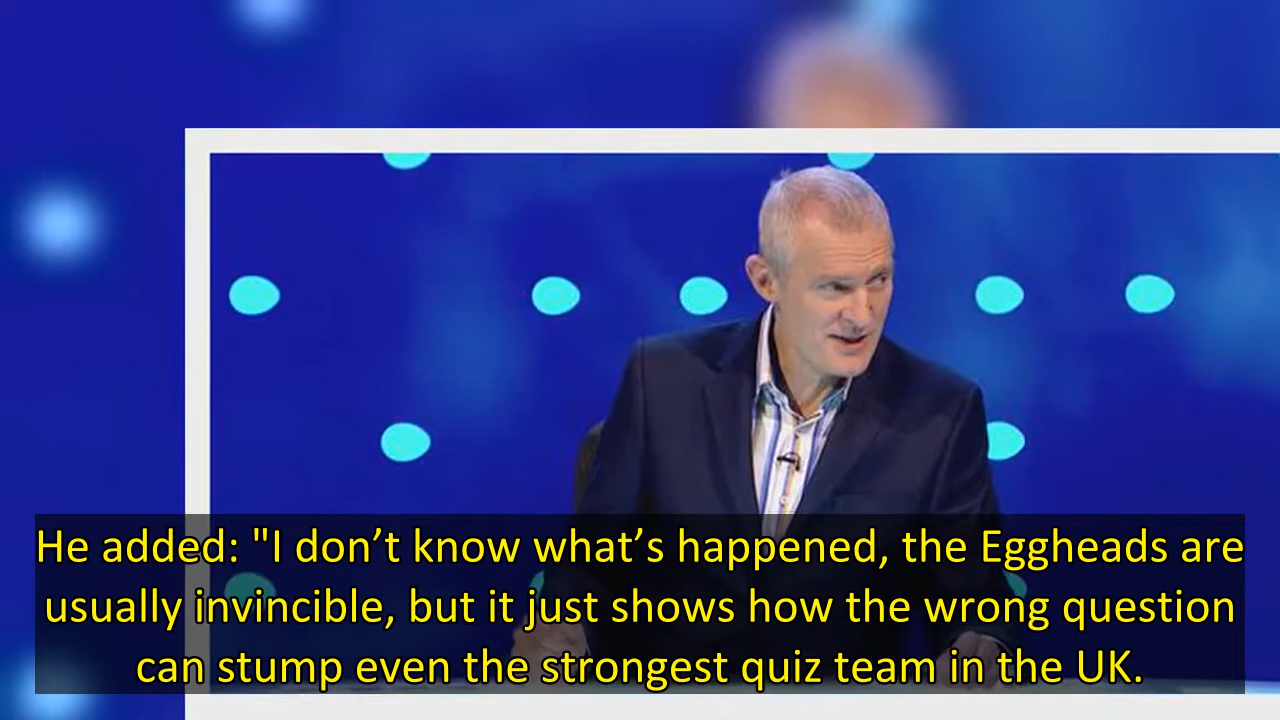 He added: "I don’t know what’s happened, the Eggheads are
usually invincible, but it just shows how the wrong question
can stump even the strongest quiz team in the UK.